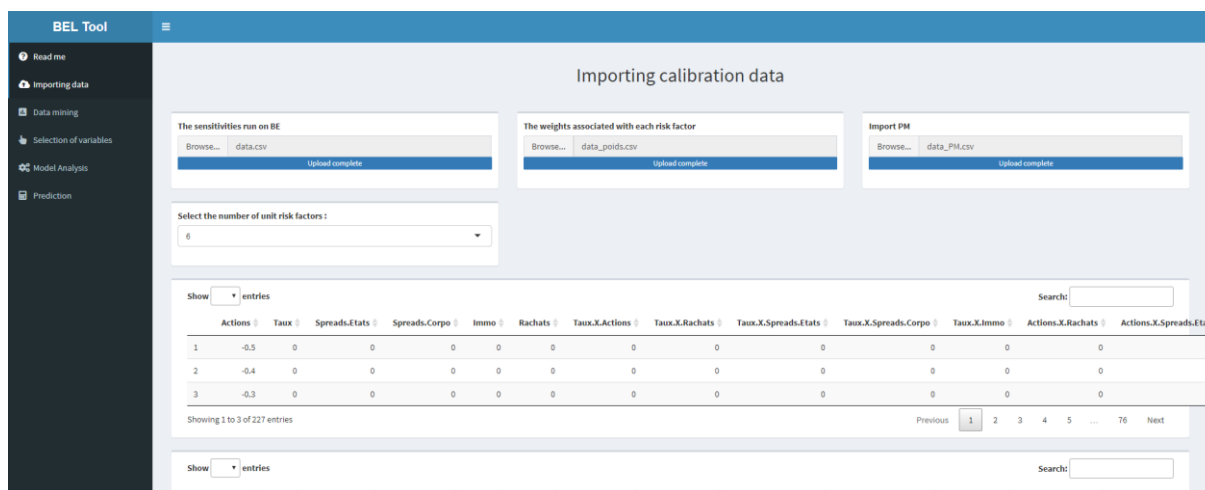 BEL Tool
Read me
Importing data
Data mining
Selection of variables
Model Analysis
Prediction
Importing calibration data
The sensitivities run on BE
Browse... data.csv
Upload complete
The weights associated with each risk factor
Browse... data_poids.csv
Upload complete
Import PM
Browse... data_PM.csv
Upload complete
Select the number of unit risk factors :
6
Show entries Search:
Actions Taux Spreads.Etats Spreads.Corpo Immo Rachats Taux.X.Actions Taux.X.Rachats Taux.X.Spreads.Etats Taux.X.Spreads.Corpo Taux.X.Immo Actions.X.Rachats Actions.X.Spreads.Eta
1 -0.5 0 0 0 0 0 0 0 0 0 0 0
2 -0.4 0 0 0 0 0 0 0 0 0 0 0
3 -0.3 0 0 0 0 0 0 0 0 0 0 0
Showing 1 to 3 of 227 entries Previous 1 2 3 4 5 ... 76 Next
Show entries Search: